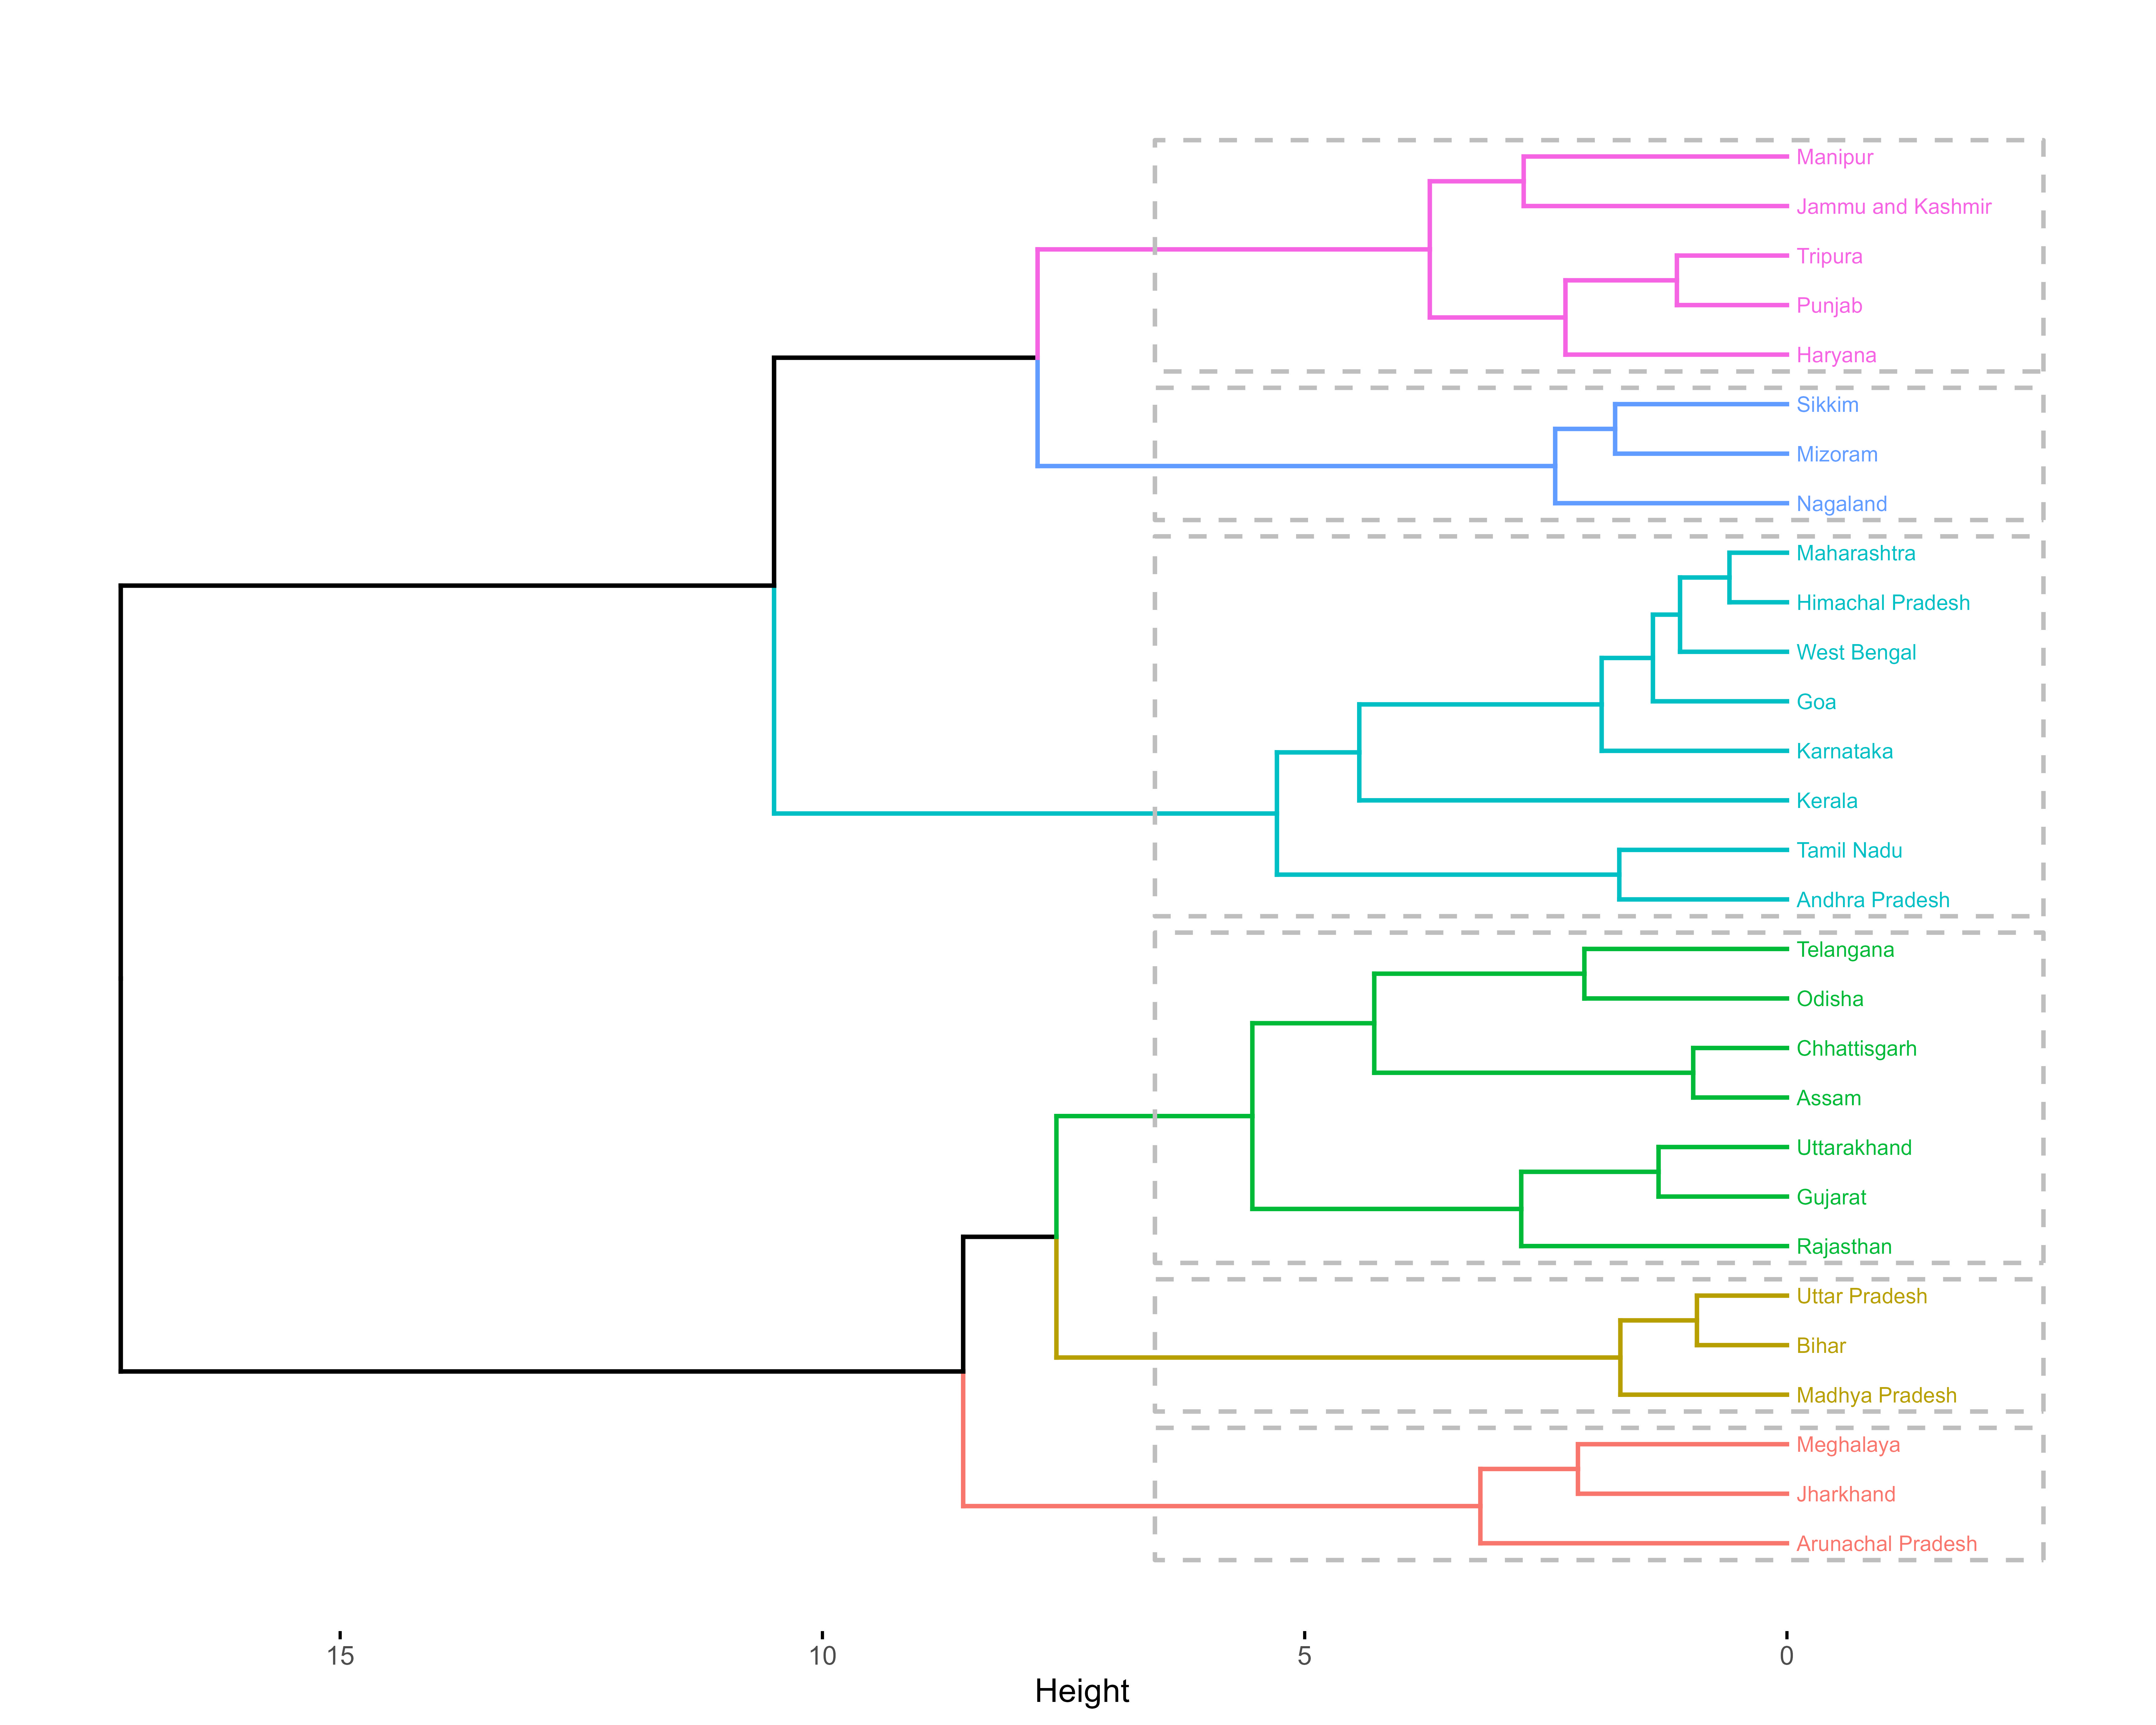 Manipur
Jammu and Kashmir
Tripura
Punjab
Haryana
Sikkim
Mizoram
Nagaland
Maharashtra
Himachal Pradesh
West Bengal
Goa
Karnataka
Kerala
Tamil Nadu
Andhra Pradesh
Telangana
Odisha
Chhattisgarh
Assam
Uttarakhand
Gujarat
Rajasthan
Uttar Pradesh
Bihar
Madhya Pradesh
Meghalaya
Jharkhand
Arunachal Pradesh
15 10 5 0
Height